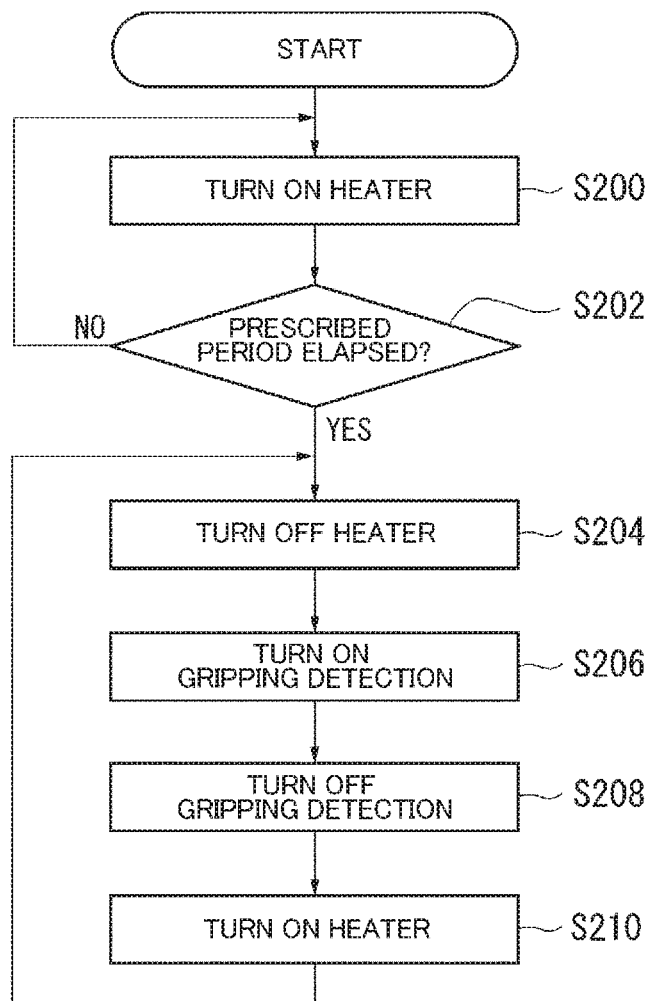 START
TURN ON HEATER
S200
PRESCRIBED
PERIOD ELAPSED?
S202
NO
YES
TURN OFF HEATER
S204
TURN ON
GRIPPING DETECTION
S206
TURN OFF
GRIPPING DETECTION
S208
TURN ON HEATER
S210